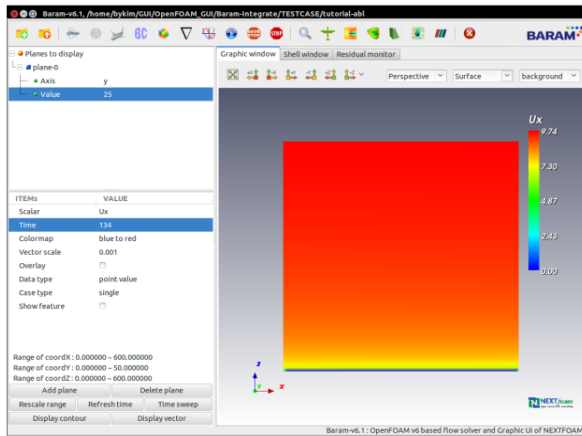 Baram-v6.1, /home/bykim/GUI/OpenFOAM_GUI/Baram-Integrate/TESTCASE/tutorial-abl
BC
STOP
BARAM
Planes to display
plane-0
Axis y
Value 25
Graphic window Shell window Residual monitor
Perspective Surface background
Ux
9.74
7.30
4.87
2.43
0.00
ITEMs VALUE
Scalar Ux
Time 134
Colormap blue to red
Vector scale 0.001
Overlay
Data type point value
Case type single
Show feature
Range of coordX : 0.000000 ~ 600.000000
Range of coordY : 0.000000 ~ 50.000000
Range of coordZ : 0.000000 ~ 600.000000
Add plane Delete plane
Rescale range Refresh time Time sweep
Display contour Display vector
z
Y
x
NEXTfoam
Baram-v6.1 : OpenFOAM v6 based flow solver and Graphic UI of NEXTFOAM